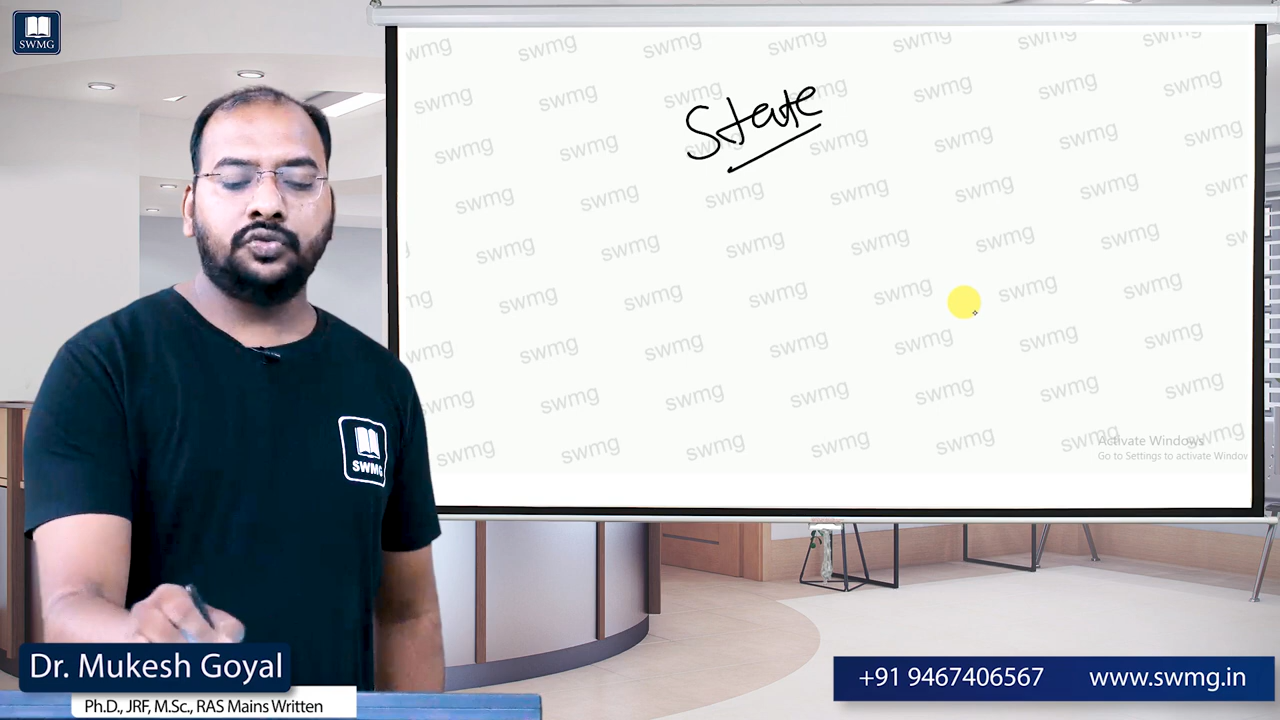 SWMG
State
SWMG
Activate Windows
Go to Settings to activate Window
Dr. Mukesh Goyal
Ph.D., JRF, M.Sc., RAS Mains Written
+91 9467406567 www.swmg.in